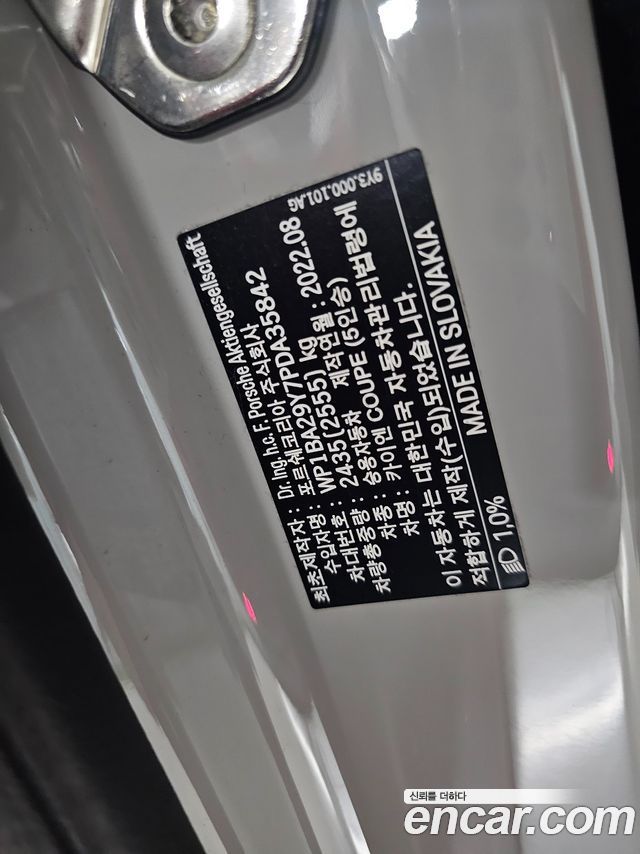 9Y3.000.101.AG
최초제작자 : Dr. Ing. h.c. F. Porsche Aktiengesellschaft
수입자명 : 포르쉐코리아 주식회사
차대번호 : WP1BA29Y7PDA35842
차량총중량 : 2435(2555) kg 제작연월 : 2022.08
차종 : 승용자동차
차명 : 카이엔 COUPE (5인승)
이 자동차는 대한민국 자동차관리법령에
적합하게 제작(수입)되었습니다.
MADE IN SLOVAKIA
1,0%
신뢰를 더하다
encar.com